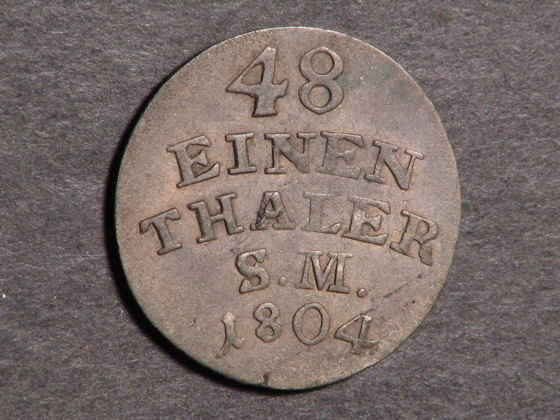 48
EINEN
THALER
S.M.
1804